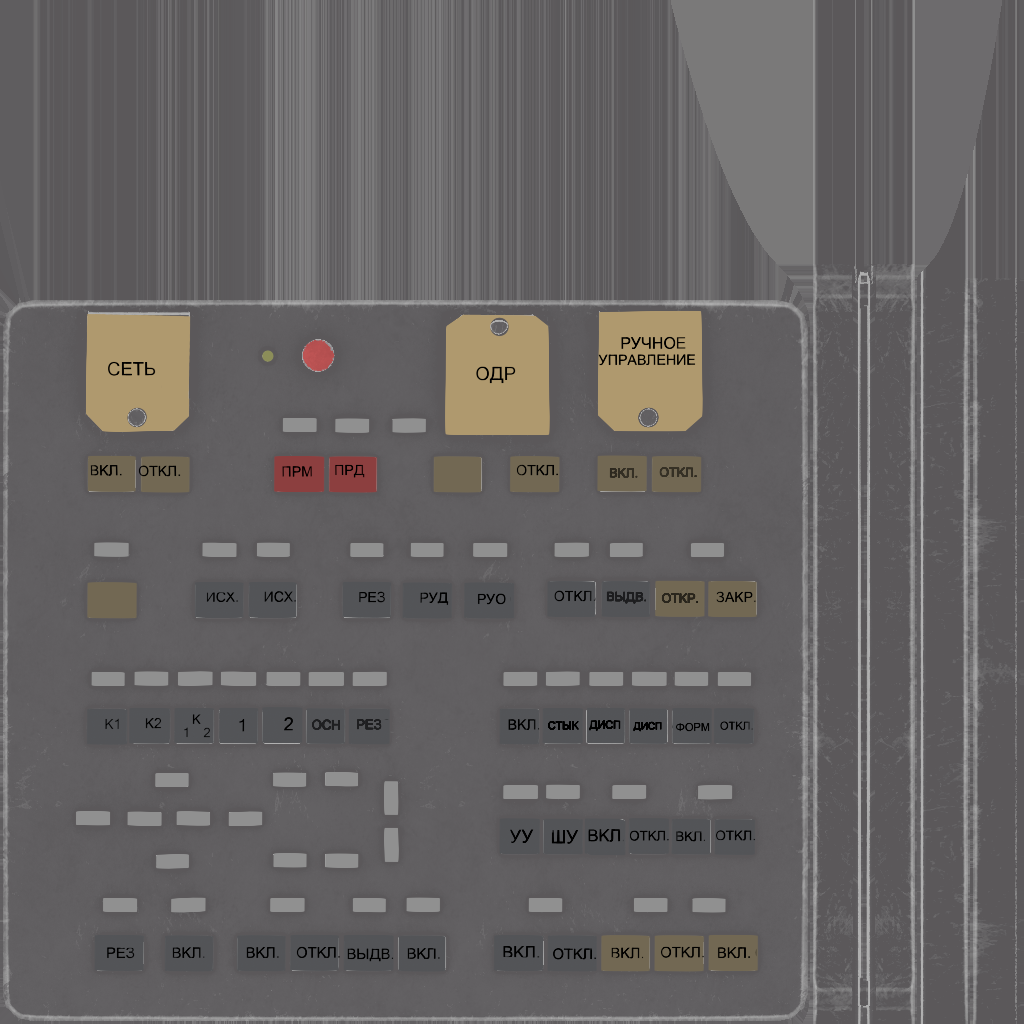 СЕТЬ
ОДР
РУЧНОЕ
УПРАВЛЕНИЕ
ВКЛ. ОТКЛ. ПРМ ПРД ОТКЛ. ВКЛ. ОТКЛ.
ИСХ. ИСХ. РЕЗ РУД РУО ОТКЛ. ВЫДВ. ОТКР. ЗАКР.
К1 К2 К 1 2 1 2 ОСН РЕЗ ВКЛ. СТЫК ДИСП ДИСП ФОРМ ОТКЛ.
УУ ШУ ВКЛ ОТКЛ. ВКЛ. ОТКЛ.
РЕЗ ВКЛ. ВКЛ. ОТКЛ. ВЫДВ. ВКЛ. ВКЛ. ОТКЛ. ВКЛ. ОТКЛ. ВКЛ.